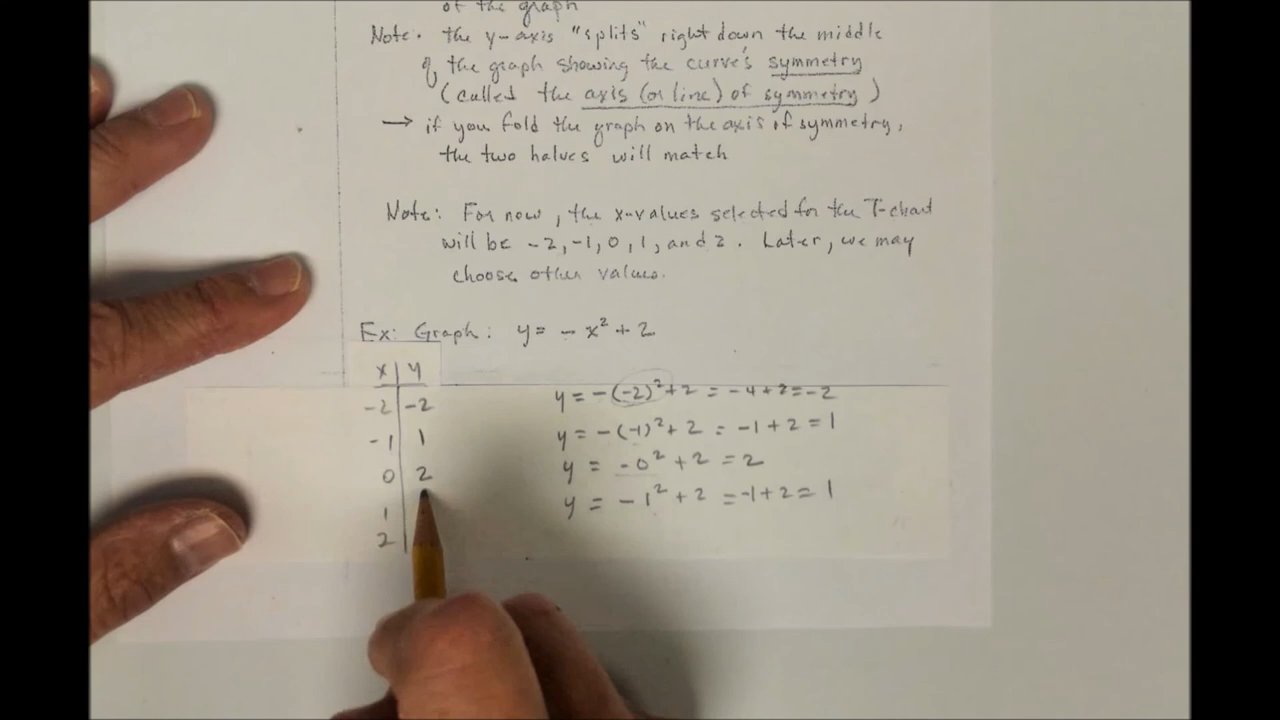 of the graph
Note: the y-axis "splits" right down the middle
of the graph showing the curve's symmetry
(called the axis (or line) of symmetry)
→ if you fold the graph on the axis of symmetry,
the two halves will match
Note: For now, the x-values selected for the T-chart
will be -2, -1, 0, 1, and 2. Later, we may
choose other values.
Ex: Graph: y = - x² + 2
x | y
-2 | -2
-1 | 1
0 | 2
1 |
2 |
y = -(-2)² + 2 = -4 + 2 = -2
y = -(-1)² + 2 = -1 + 2 = 1
y = -0² + 2 = 2
y = -1² + 2 = -1 + 2 = 1